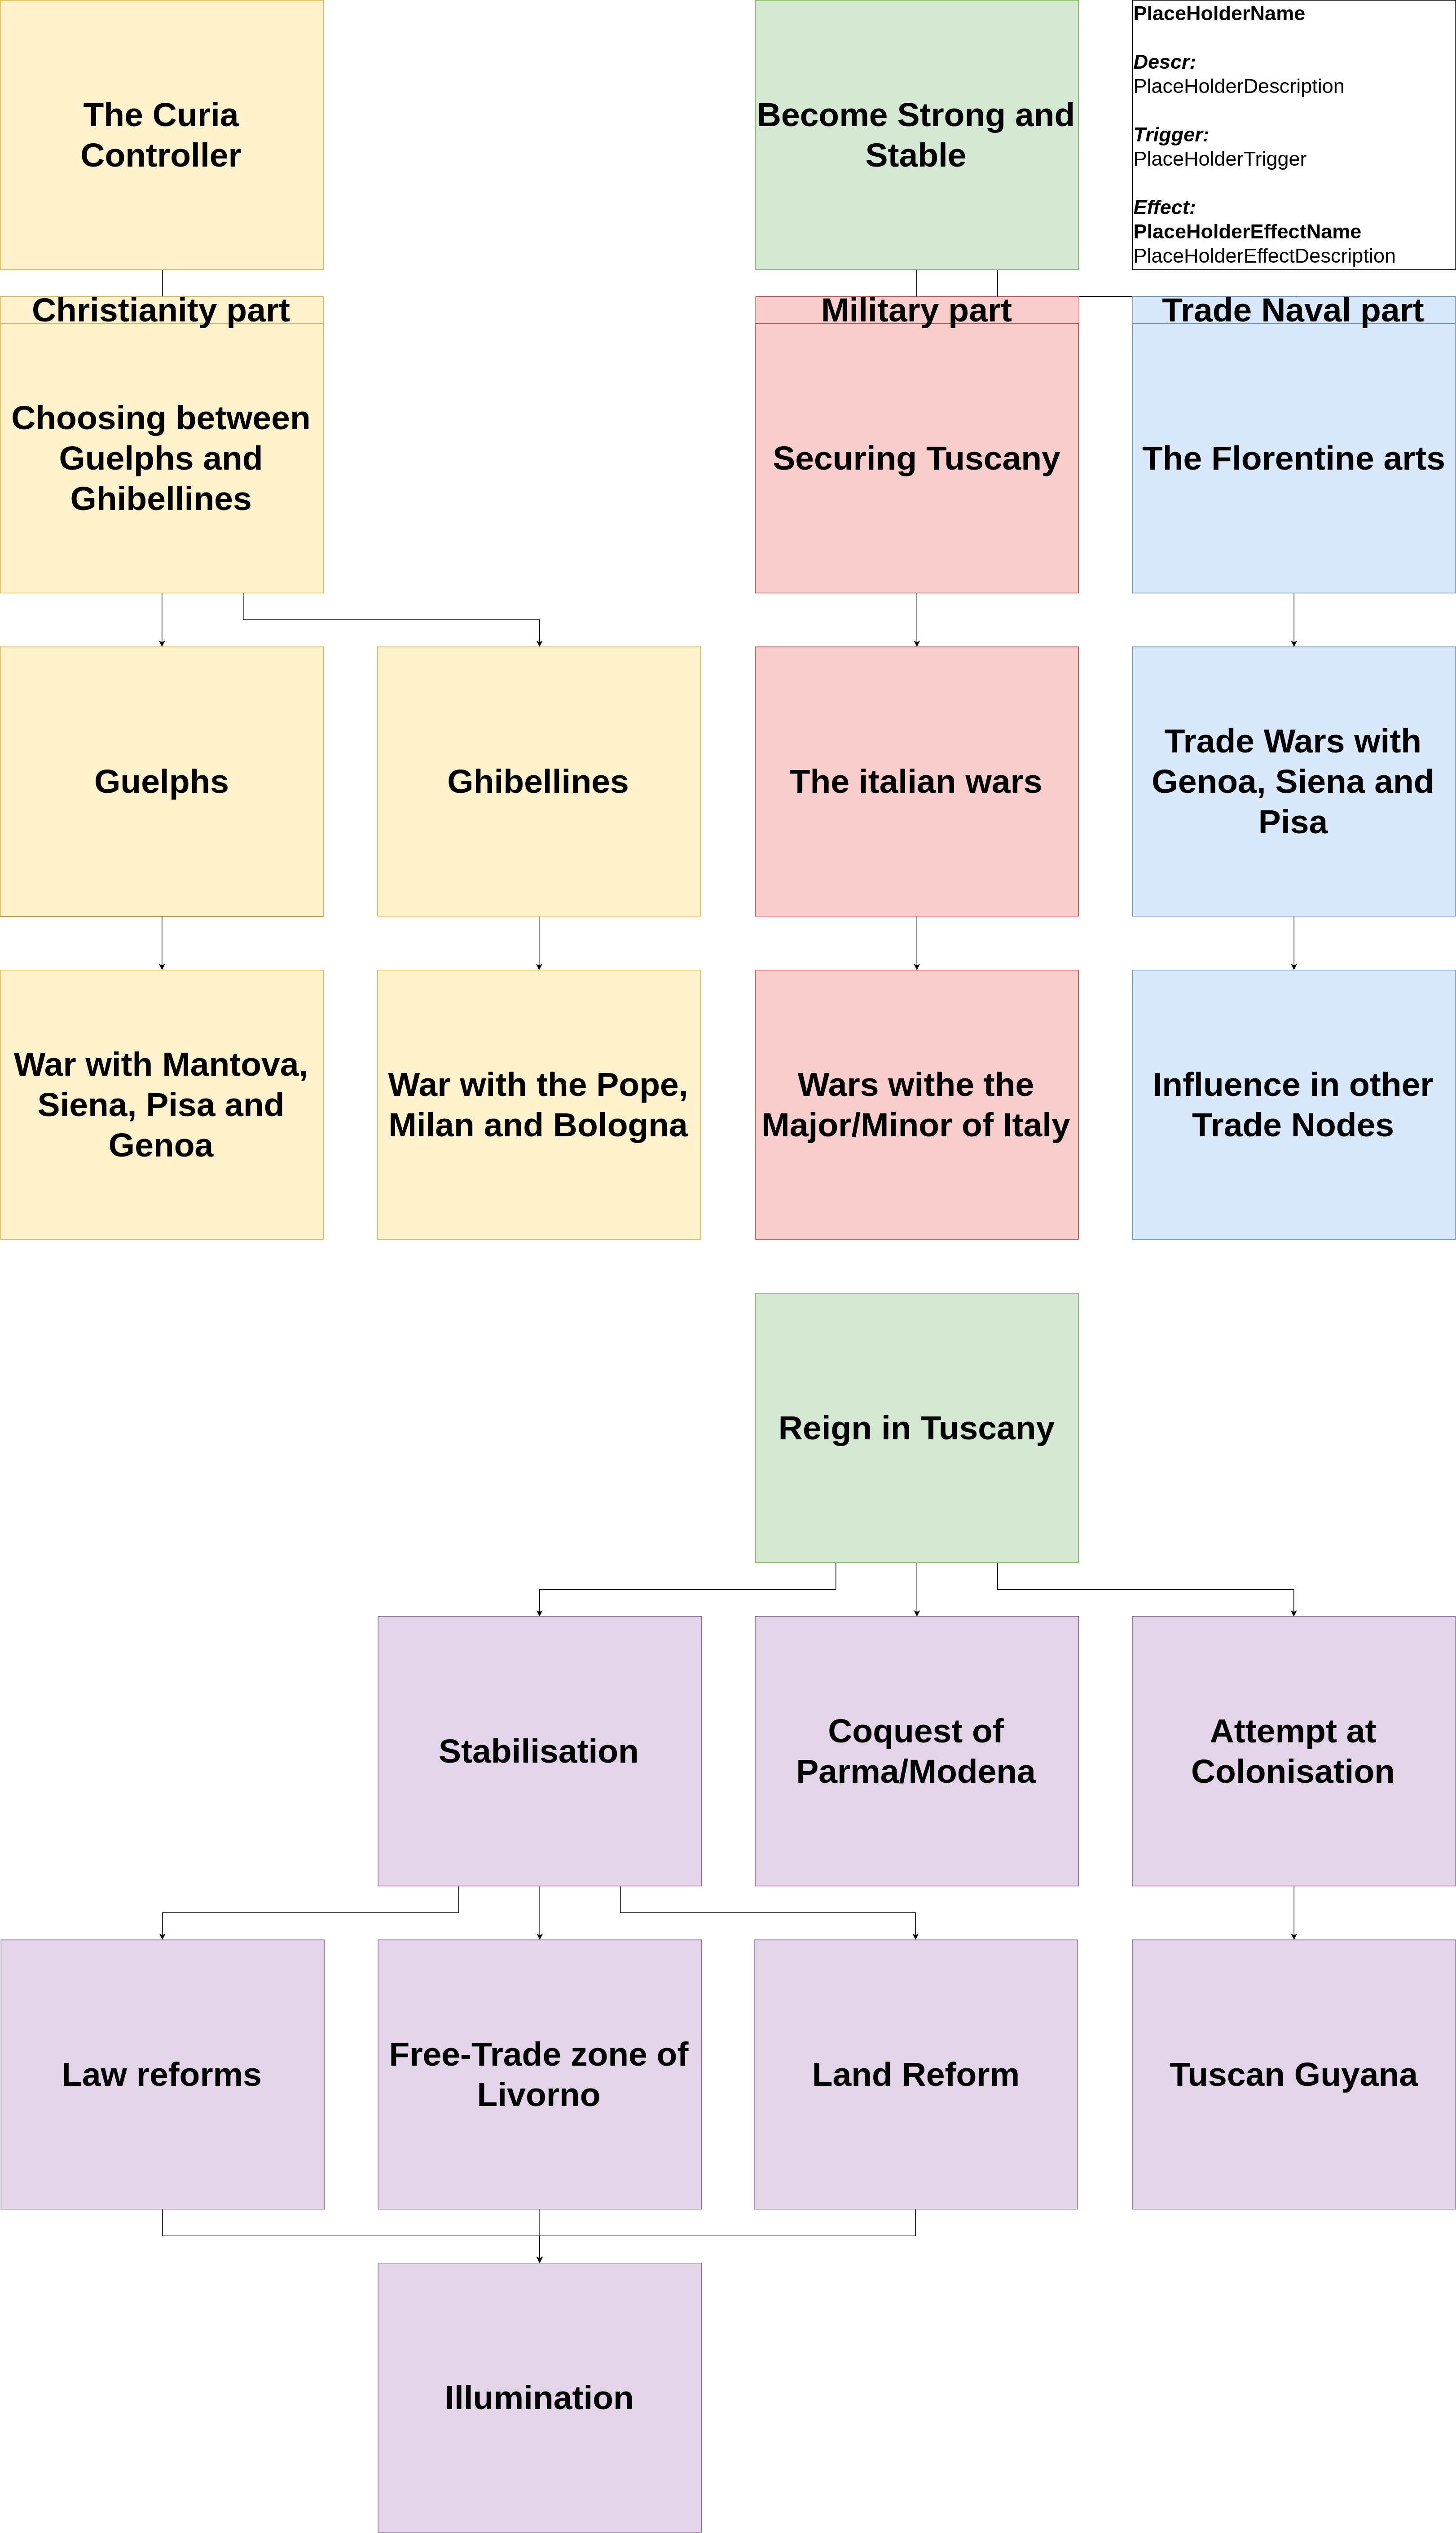 The Curia
Controller
Become Strong and
Stable
PlaceHolderName
Descr:
PlaceHolderDescription
Trigger:
PlaceHolderTrigger
Effect:
PlaceHolderEffectName
PlaceHolderEffectDescription
Christianity part
Military part
Trade Naval part
Choosing between
Guelphs and
Ghibellines
Securing Tuscany
The Florentine arts
Guelphs
Ghibellines
The italian wars
Trade Wars with
Genoa, Siena and
Pisa
War with Mantova,
Siena, Pisa and
Genoa
War with the Pope,
Milan and Bologna
Wars withe the
Major/Minor of Italy
Influence in other
Trade Nodes
Reign in Tuscany
Stabilisation
Coquest of
Parma/Modena
Attempt at
Colonisation
Law reforms
Free-Trade zone of
Livorno
Land Reform
Tuscan Guyana
Illumination